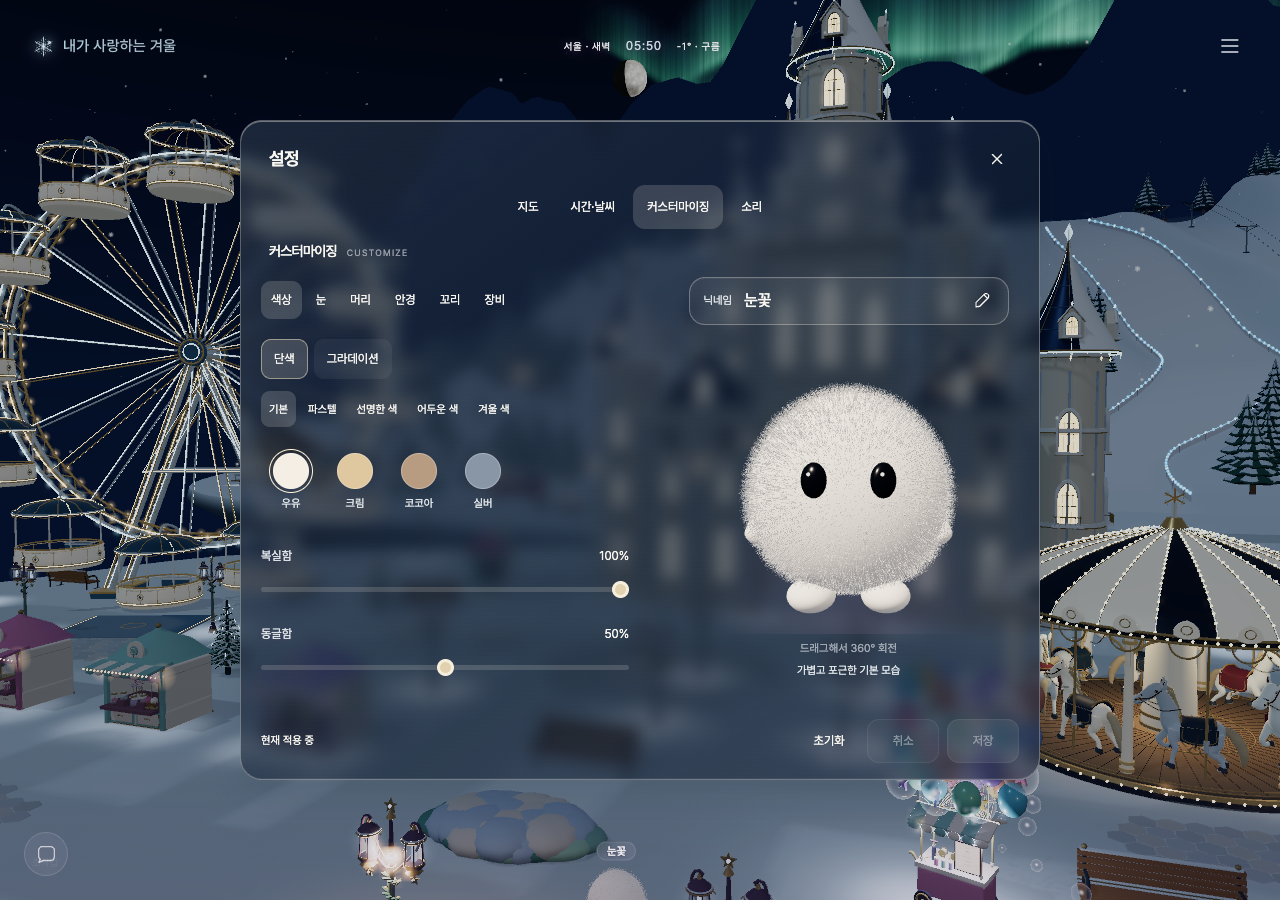 내가 사랑하는 겨울
서울 · 새벽 05:50 -1° · 구름
설정
지도 시간·날씨 커스터마이징 소리
커스터마이징 CUSTOMIZE
색상 눈 머리 안경 꼬리 장비
닉네임 눈꽃
단색 그라데이션
기본 파스텔 선명한 색 어두운 색 겨울 색
우유 크림 코코아 실버
복실함 100%
동글함 50%
드래그해서 360° 회전
가볍고 포근한 기본 모습
현재 적용 중
초기화 취소 저장
눈꽃